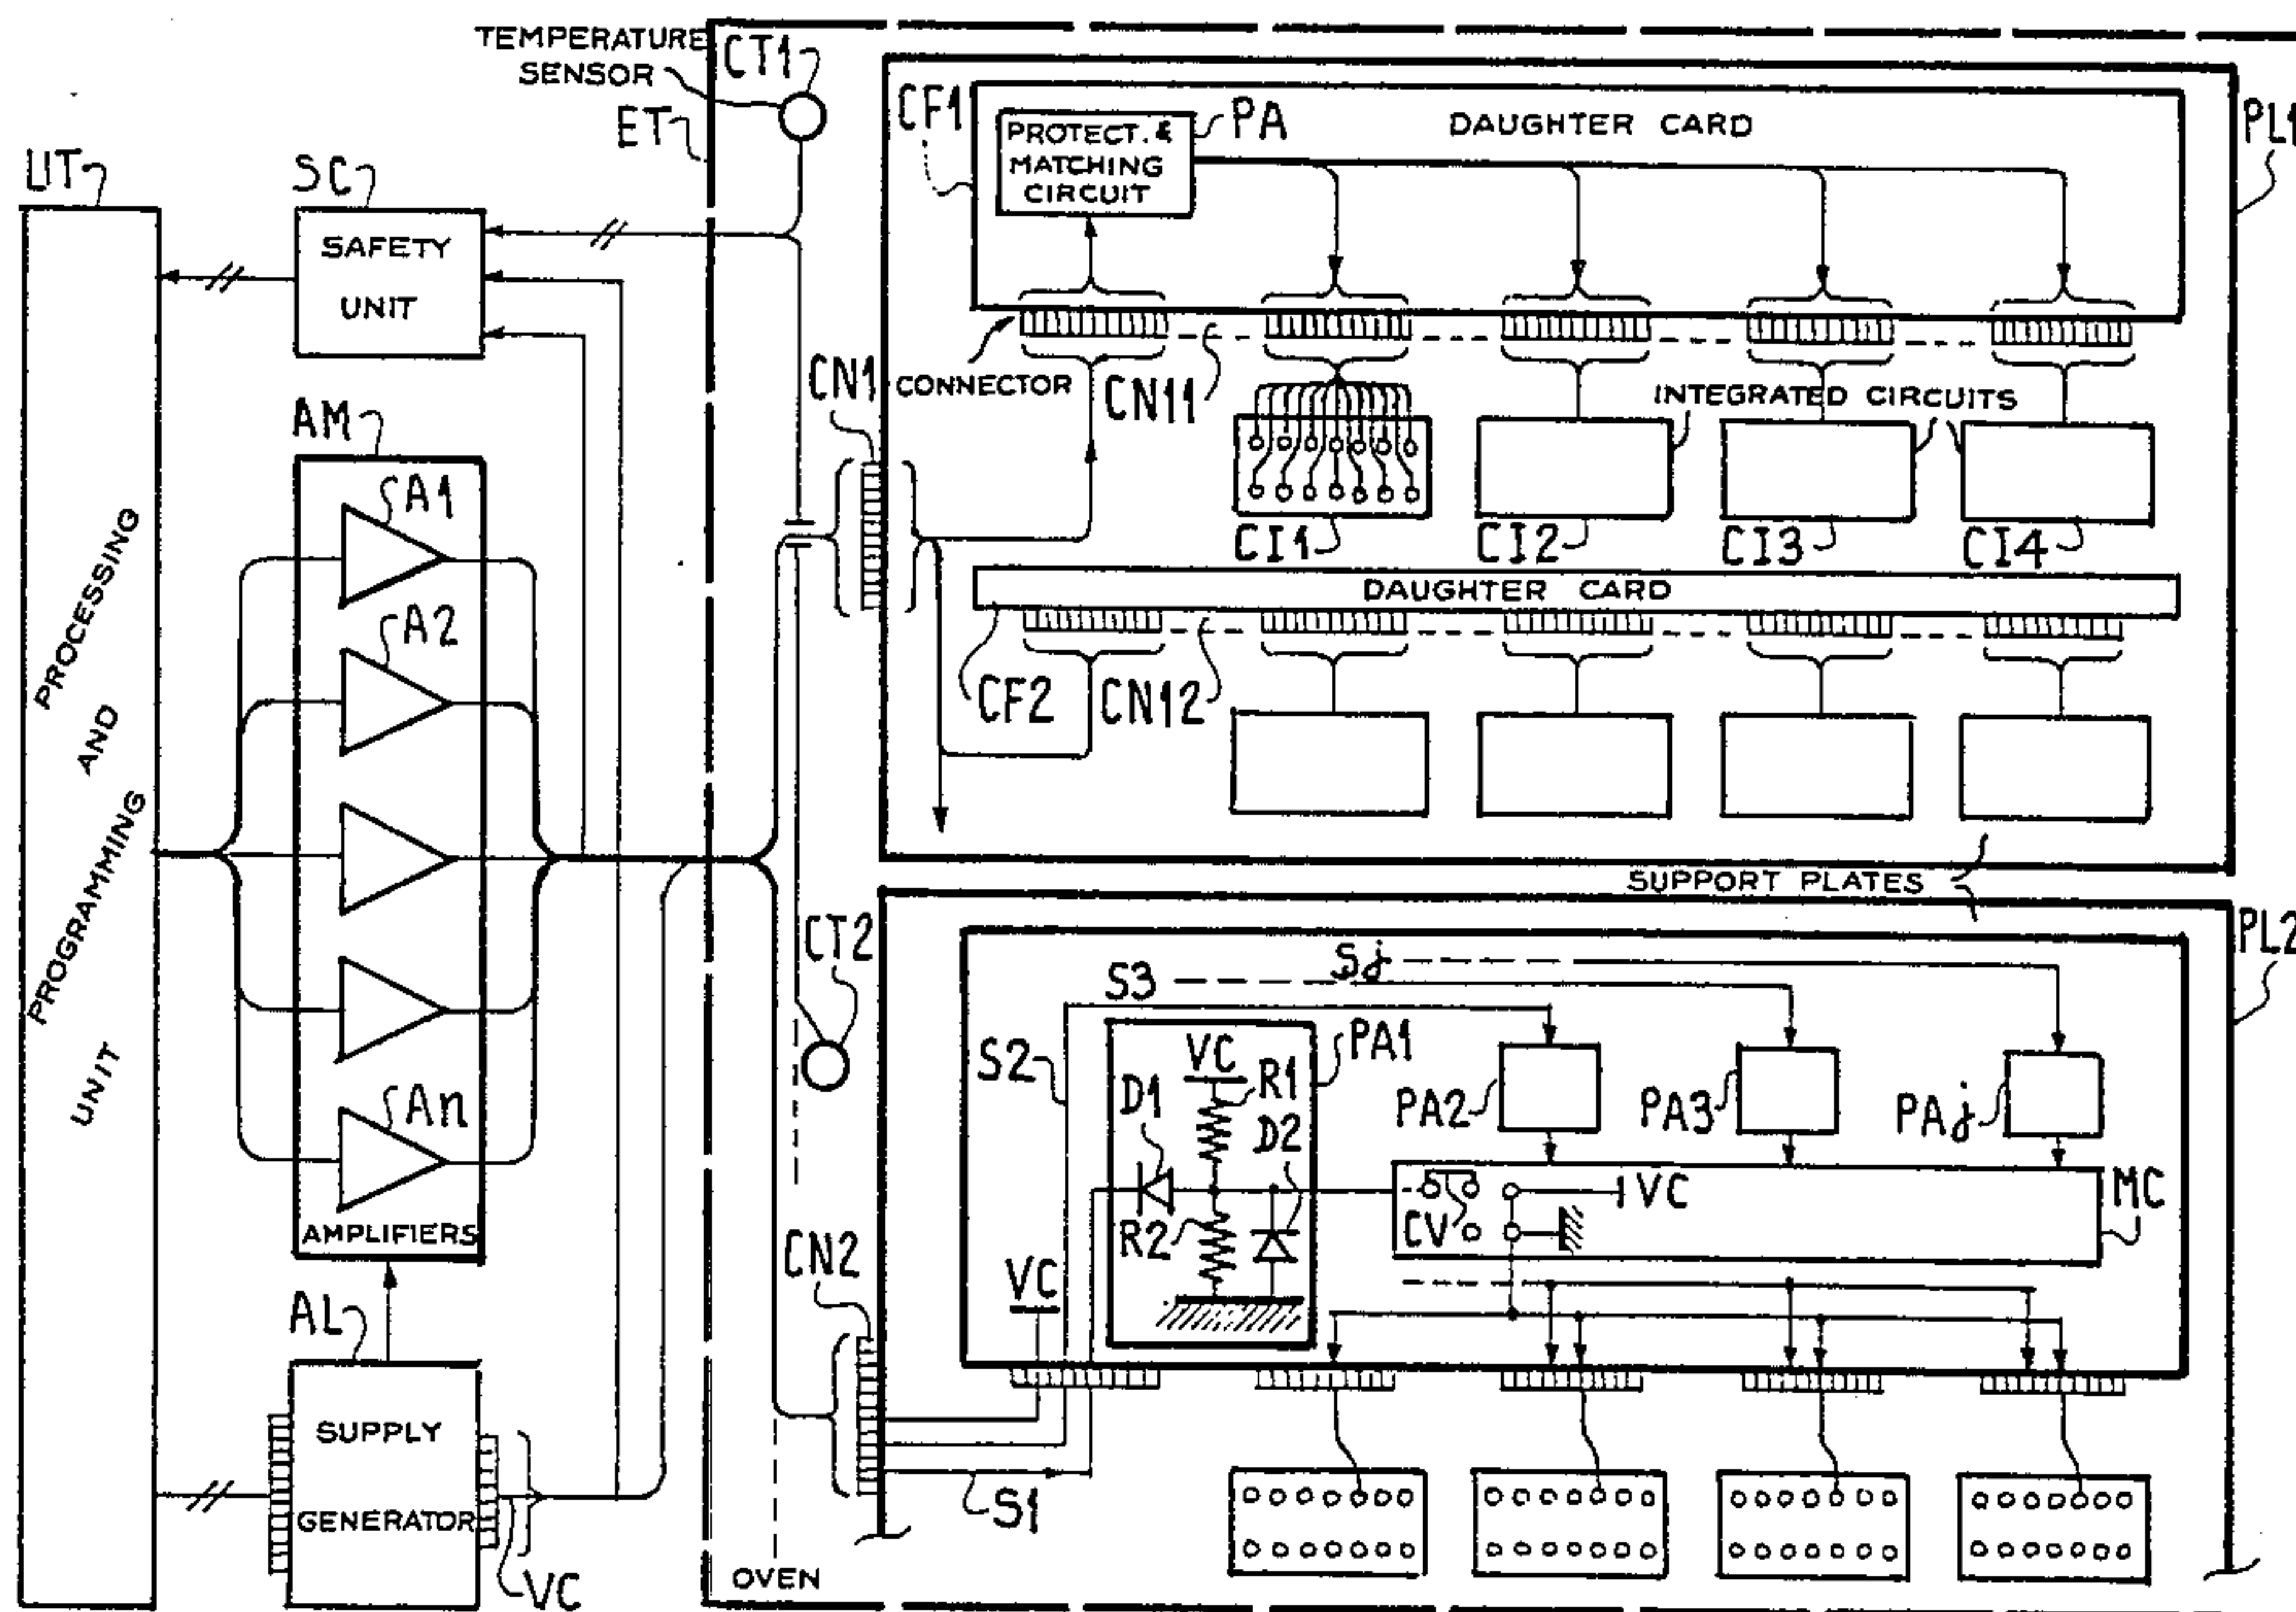 TEMPERATURE
SENSOR
CT1
ET
UT
SC
SAFETY
UNIT
PROCESSING
AND
PROGRAMMING
UNIT
AM
A1
A2
An
AMPLIFIERS
AL
SUPPLY
GENERATOR
VC
CT2
CN1
CN2
OVEN
CF1
PROTECT. &
MATCHING
CIRCUIT
PA
DAUGHTER CARD
PL1
CONNECTOR
CN11
INTEGRATED CIRCUITS
CI1
CI2
CI3
CI4
DAUGHTER CARD
CF2
CN12
SUPPORT PLATES
PL2
S3
Sj
S2
VC
R1
PA1
D1
D2
R2
PA2
PA3
PAj
CV
VC
MC
VC
S1